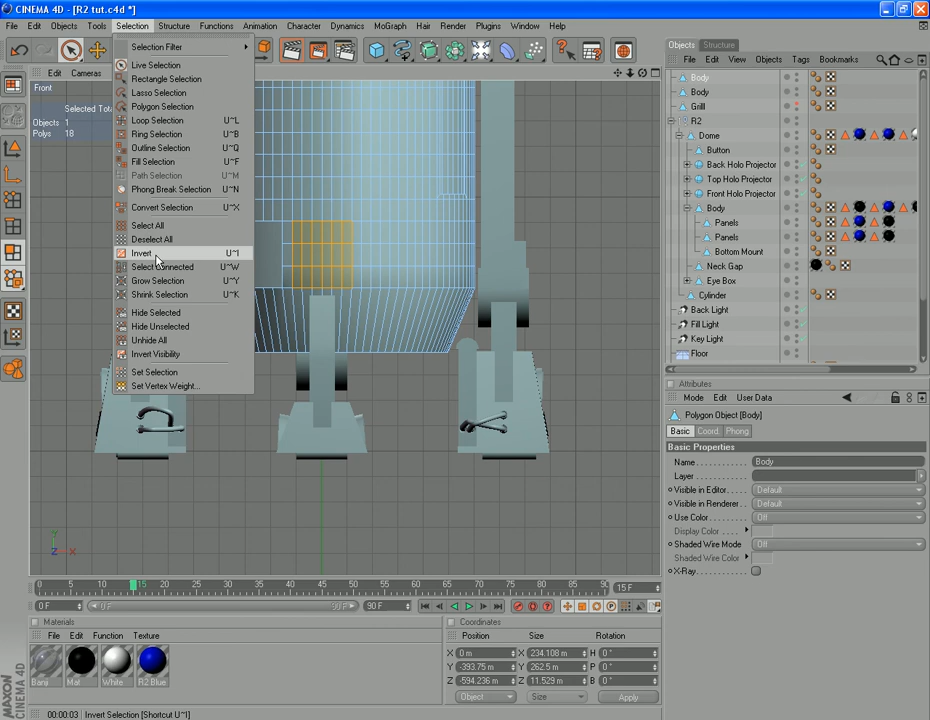 CINEMA 4D - [R2 tut.c4d *]
File Edit Objects Tools Selection Structure Functions Animation Character Dynamics MoGraph Hair Render Plugins Window Help
Edit Cameras
Front
Selected Tota
Objects 1
Polys 18
Selection Filter
Live Selection
Rectangle Selection
Lasso Selection
Polygon Selection
Loop Selection U~L
Ring Selection U~B
Outline Selection U~Q
Fill Selection U~F
Path Selection U~M
Phong Break Selection U~N
Convert Selection U~X
Select All
Deselect All
Invert U~I
Select Connected U~W
Grow Selection U~Y
Shrink Selection U~K
Hide Selected
Hide Unselected
Unhide All
Invert Visibility
Set Selection
Set Vertex Weight...
Y
Z X
Objects Structure
File Edit View Objects Tags Bookmarks
Body
Body
Grill
R2
Dome
Button
Back Holo Projector
Top Holo Projector
Front Holo Projector
Body
Panels
Panels
Bottom Mount
Neck Gap
Eye Box
Cylinder
Back Light
Fill Light
Key Light
Floor
Attributes
Mode Edit User Data
Polygon Object [Body]
Basic Coord. Phong
Basic Properties
Name Body
Layer
Visible in Editor Default
Visible in Renderer Default
Use Color Off
Display Color
Shaded Wire Mode Off
Shaded Wire Color
X-Ray
0 5 10 15 20 25 30 35 40 45 50 55 60 65 70 75 80 85 90 15 F
0 F 0 F 90 F 90 F
Materials
File Edit Function Texture
Banji Mat White R2 Blue
Coordinates
Position Size Rotation
X 0 m X 234.108 m H 0 °
Y -393.75 m Y 262.5 m P 0 °
Z -594.236 m Z 11.529 m B 0 °
Object Size Apply
MAXON
CINEMA 4D
00:00:03 Invert Selection [Shortcut U~I]